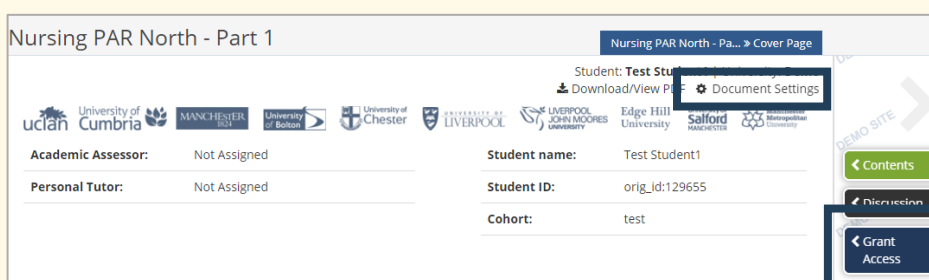 Nursing PAR North - Part 1
Nursing PAR North - Pa... » Cover Page
Student: Test
Download/View PDF Document Settings
uclan University of Cumbria MANCHESTER 1824 University of Bolton University of Chester UNIVERSITY OF LIVERPOOL LIVERPOOL JOHN MOORES UNIVERSITY Edge Hill University Salford MANCHESTER Manchester Metropolitan University
Academic Assessor: Not Assigned Student name: Test Student1
Personal Tutor: Not Assigned Student ID: orig_id:129655
Cohort: test
DEMO SITE
Contents
Discussion
Grant
Access